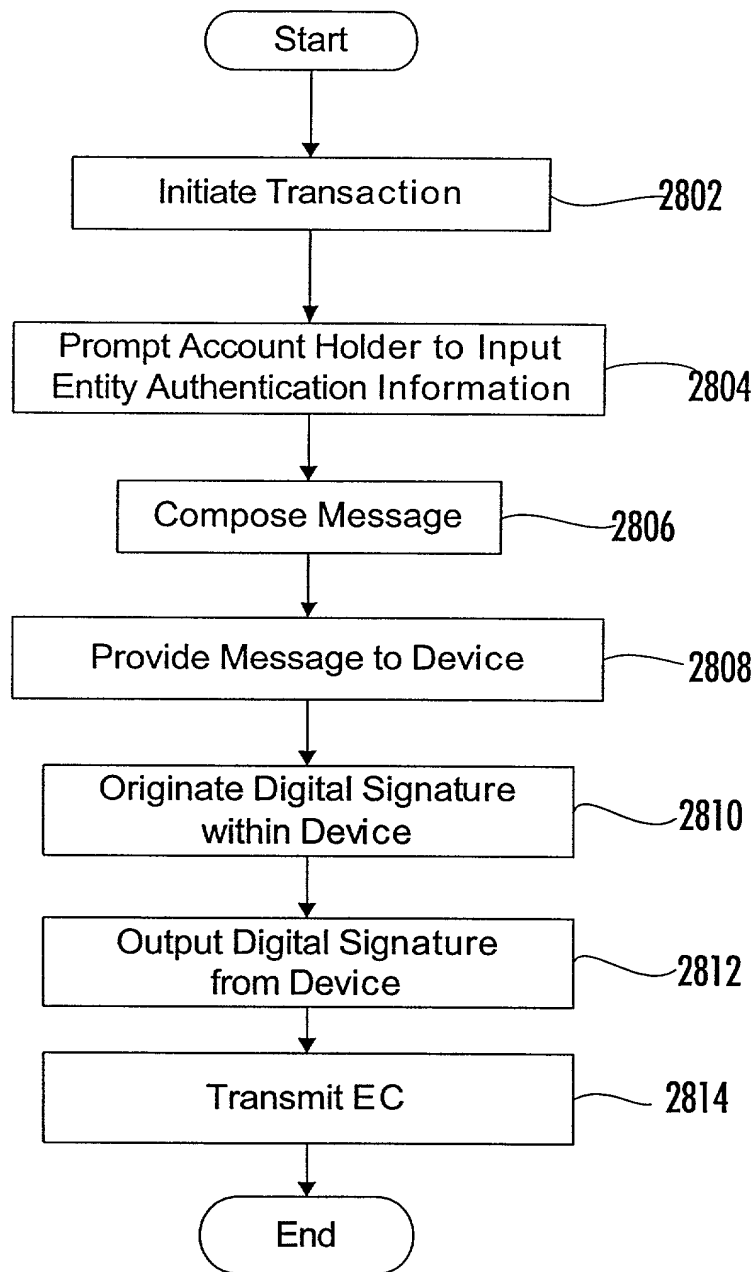 Start
Initiate Transaction
2802
Prompt Account Holder to Input
Entity Authentication Information
2804
Compose Message
2806
Provide Message to Device
2808
Originate Digital Signature
within Device
2810
Output Digital Signature
from Device
2812
Transmit EC
2814
End